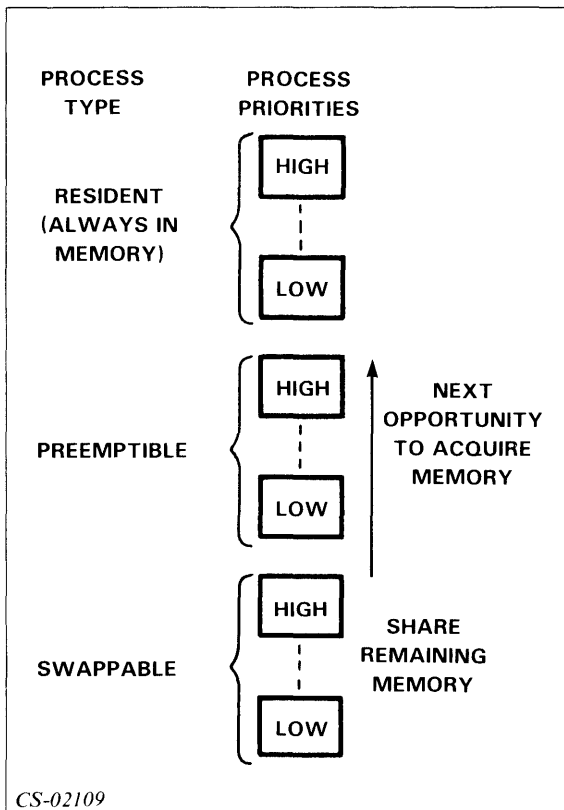 PROCESS TYPE
PROCESS PRIORITIES
RESIDENT
(ALWAYS IN
MEMORY)
HIGH
LOW
PREEMPTIBLE
HIGH
LOW
NEXT
OPPORTUNITY
TO ACQUIRE
MEMORY
SWAPPABLE
HIGH
LOW
SHARE
REMAINING
MEMORY
CS-02109